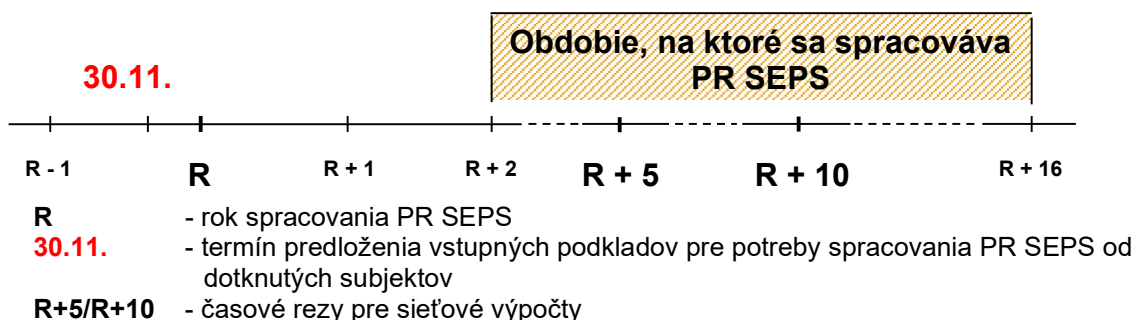 Obdobie, na ktoré sa spracováva
PR SEPS
30.11.
R - 1
R
R + 1
R + 2
R + 5
R + 10
R + 16
R - rok spracovania PR SEPS
30.11. - termín predloženia vstupných podkladov pre potreby spracovania PR SEPS od
dotknutých subjektov
R+5/R+10 - časové rezy pre sieťové výpočty